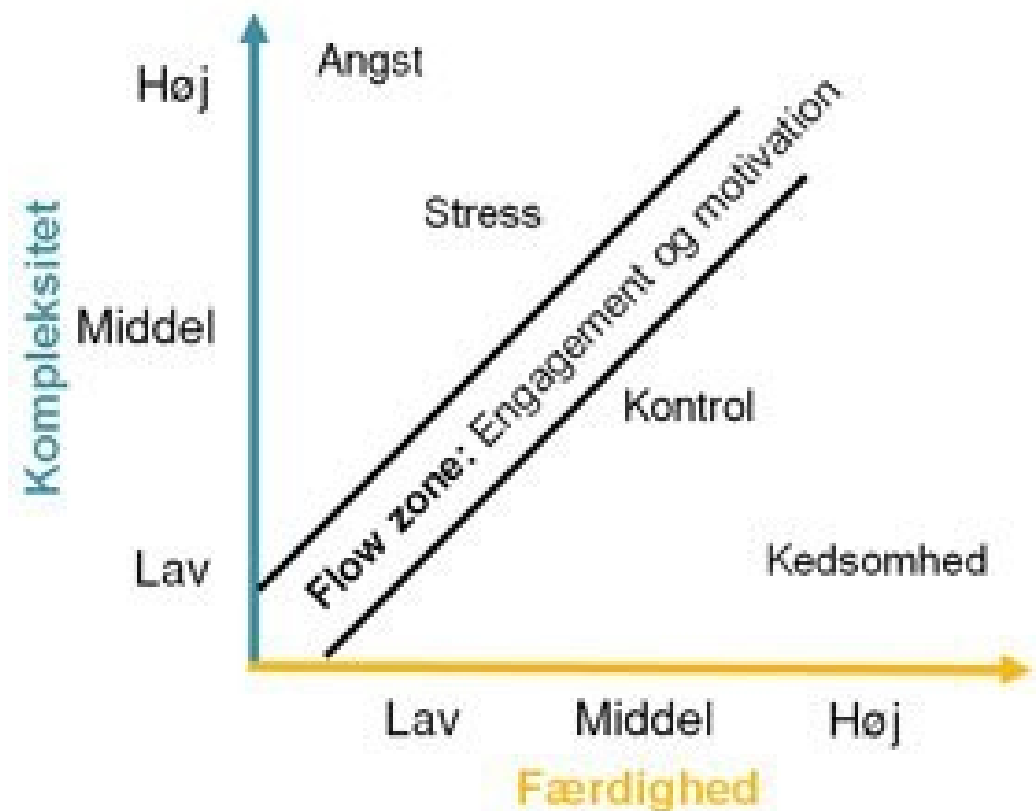 Angst
Høj
Stress
Kompleksitet
Middel
Flow zone: Engagement og motivation
Kontrol
Lav
Kedsomhed
Lav Middel Høj
Færdighed